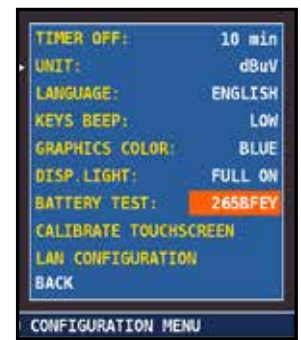 TIMER OFF: 10 min
UNIT: dBuV
LANGUAGE: ENGLISH
KEYS BEEP: LOW
GRAPHICS COLOR: BLUE
DISP.LIGHT: FULL ON
BATTERY TEST: 265BFEY
CALIBRATE TOUCHSCREEN
LAN CONFIGURATION
BACK
CONFIGURATION MENU